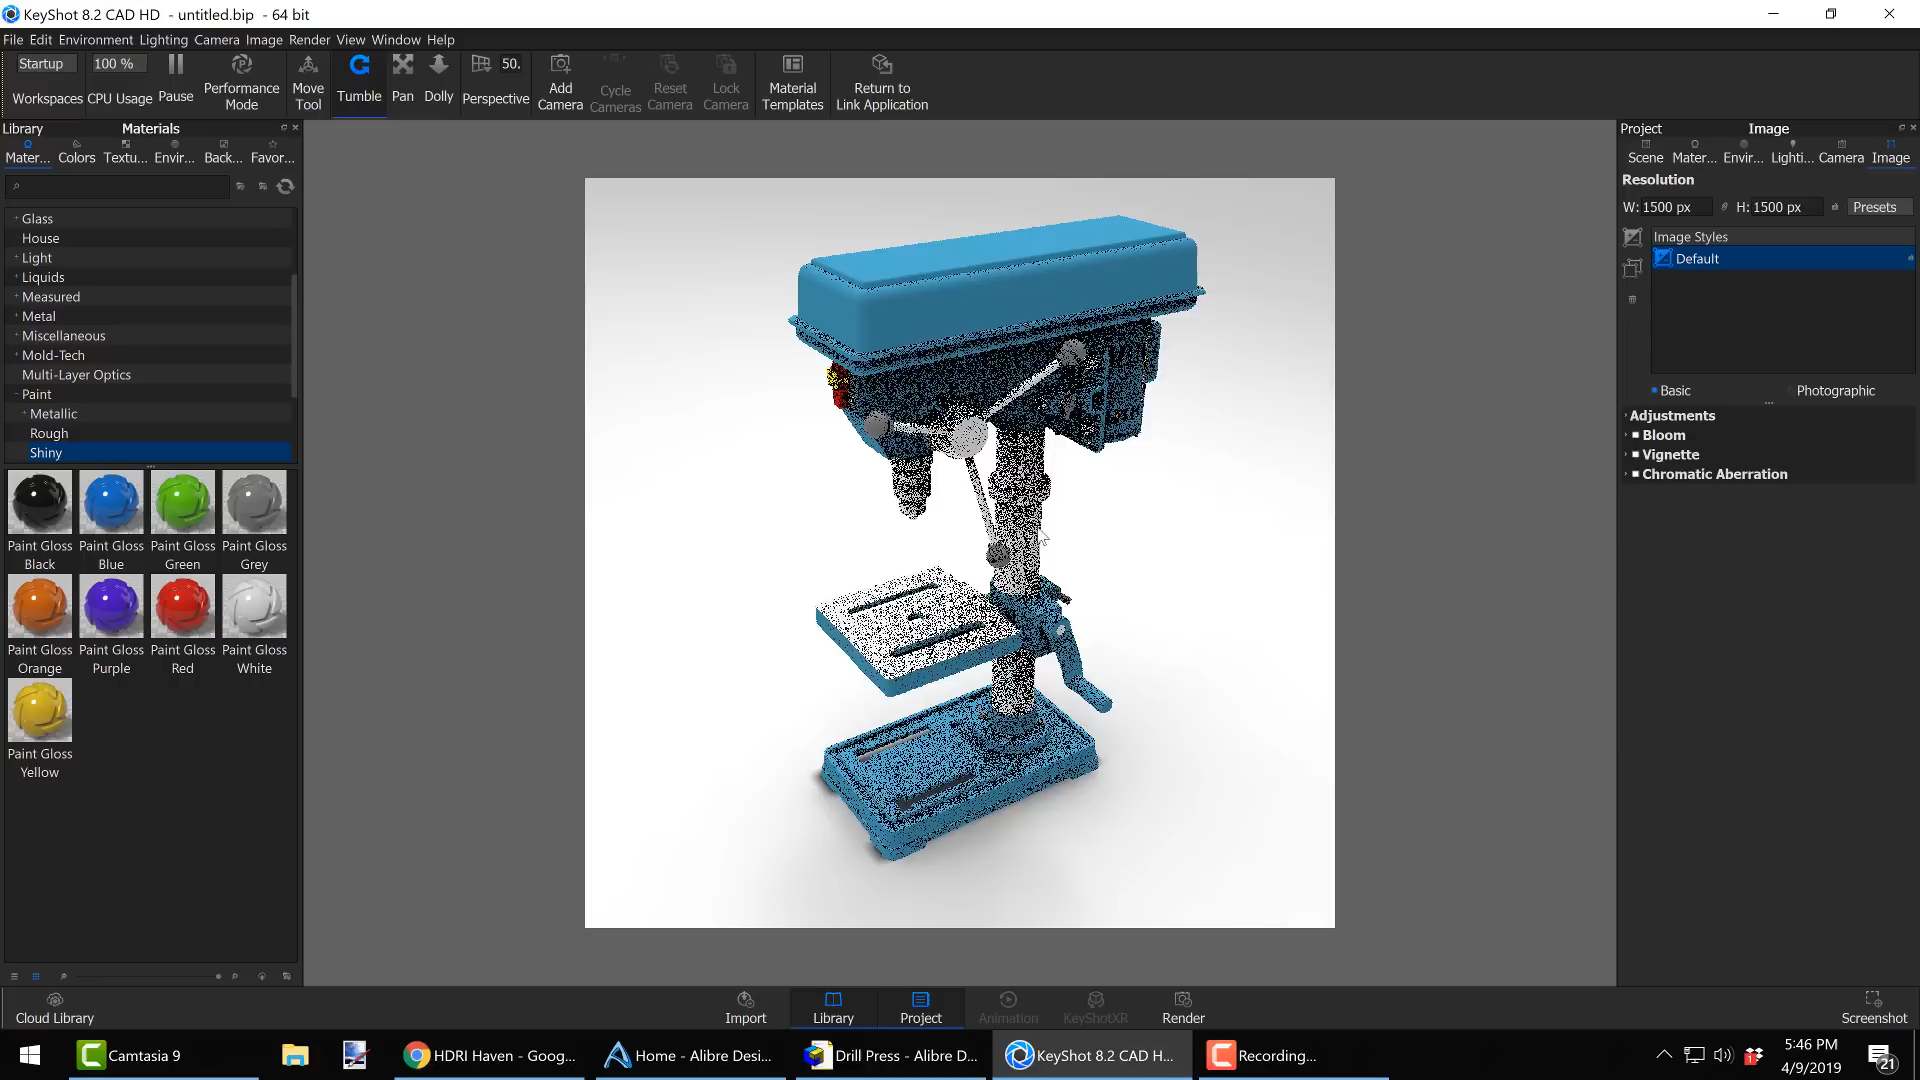 KeyShot 8.2 CAD HD - untitled.bip - 64 bit
File Edit Environment Lighting Camera Image Render View Window Help
Startup
100 %
50.
Workspaces
CPU Usage
Pause
Performance Mode
Move Tool
Tumble
Pan
Dolly
Perspective
Add Camera
Cycle Cameras
Reset Camera
Lock Camera
Material Templates
Return to Link Application
Library
Materials
Mater... Colors Textu... Envir... Back... Favor...
Glass
House
Light
Liquids
Measured
Metal
Miscellaneous
Mold-Tech
Multi-Layer Optics
Paint
Metallic
Rough
Shiny
Paint Gloss Black
Paint Gloss Blue
Paint Gloss Green
Paint Gloss Grey
Paint Gloss Orange
Paint Gloss Purple
Paint Gloss Red
Paint Gloss White
Paint Gloss Yellow
Project
Image
Scene Mater... Envir... Lighti... Camera Image
Resolution
W: 1500 px
H: 1500 px
Presets
Image Styles
Default
Basic
Photographic
Adjustments
Bloom
Vignette
Chromatic Aberration
Cloud Library
Import
Library
Project
Animation
KeyShotXR
Render
Screenshot
Camtasia 9
HDRI Haven - Goog...
Home - Alibre Desi...
Drill Press - Alibre D...
KeyShot 8.2 CAD H...
Recording...
5:46 PM
4/9/2019
21